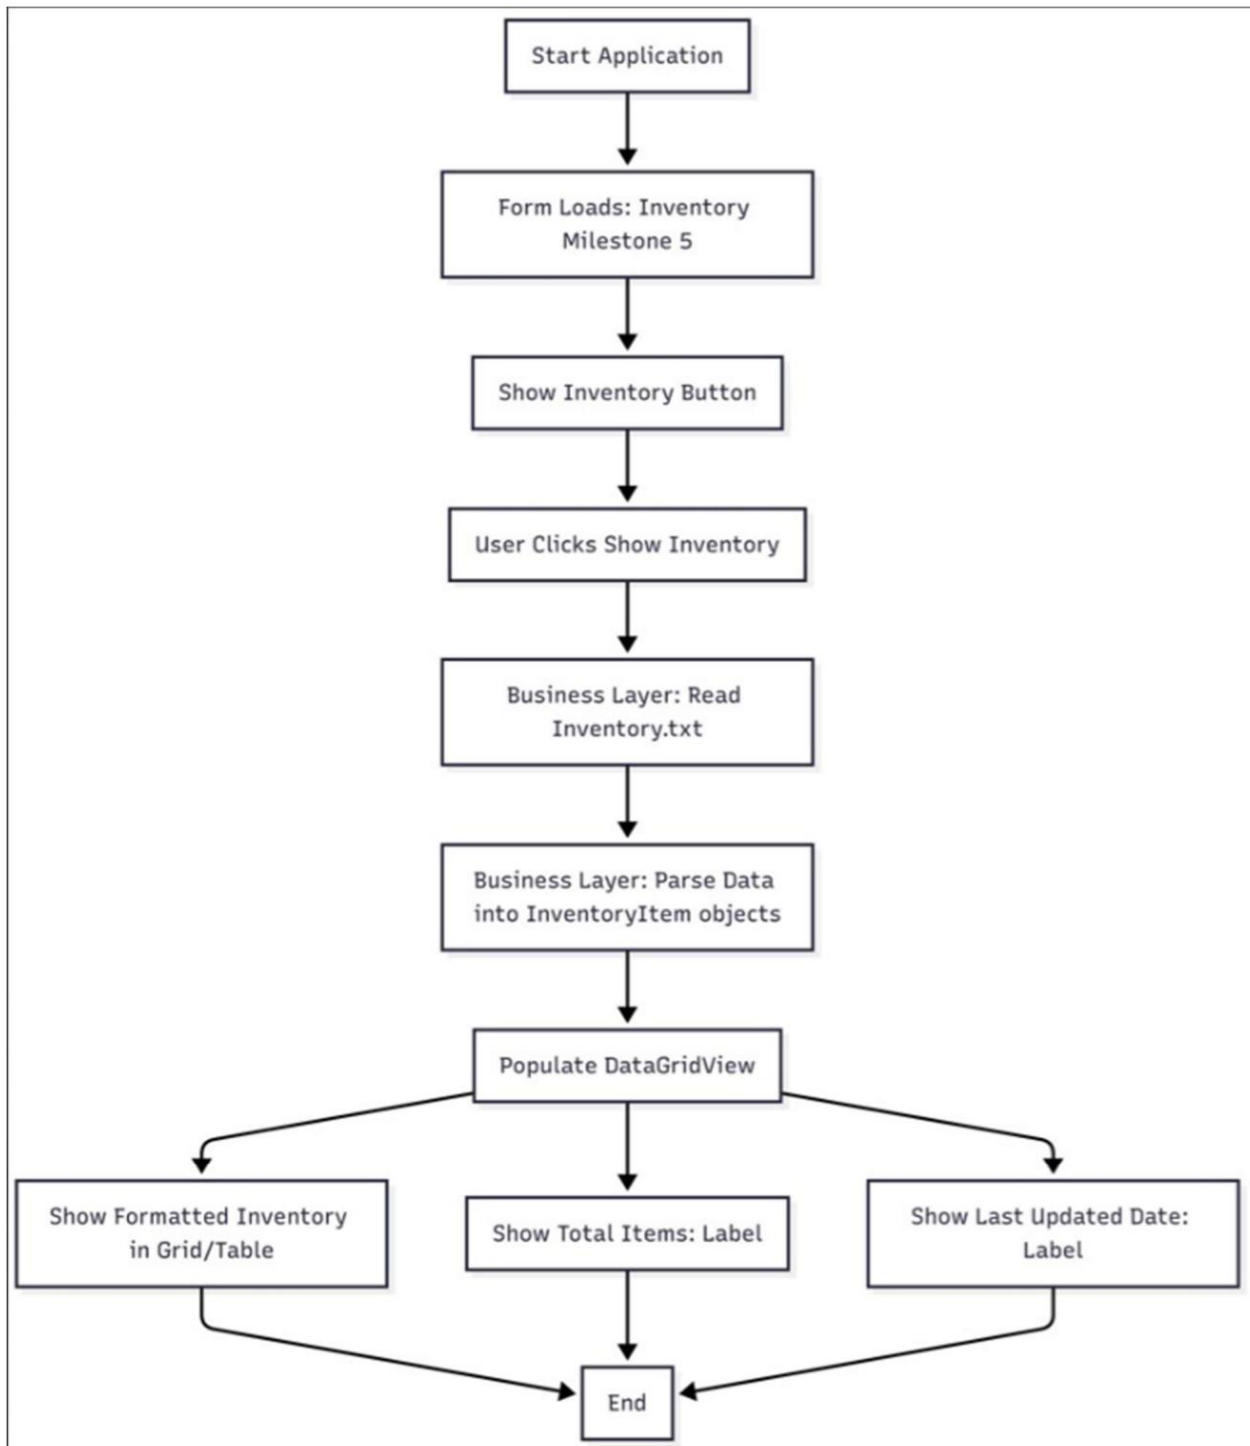 Start Application
Form Loads: Inventory
Milestone 5
Show Inventory Button
User Clicks Show Inventory
Business Layer: Read
Inventory.txt
Business Layer: Parse Data
into InventoryItem objects
Populate DataGridView
Show Formatted Inventory
in Grid/Table
Show Total Items: Label
Show Last Updated Date:
Label
End